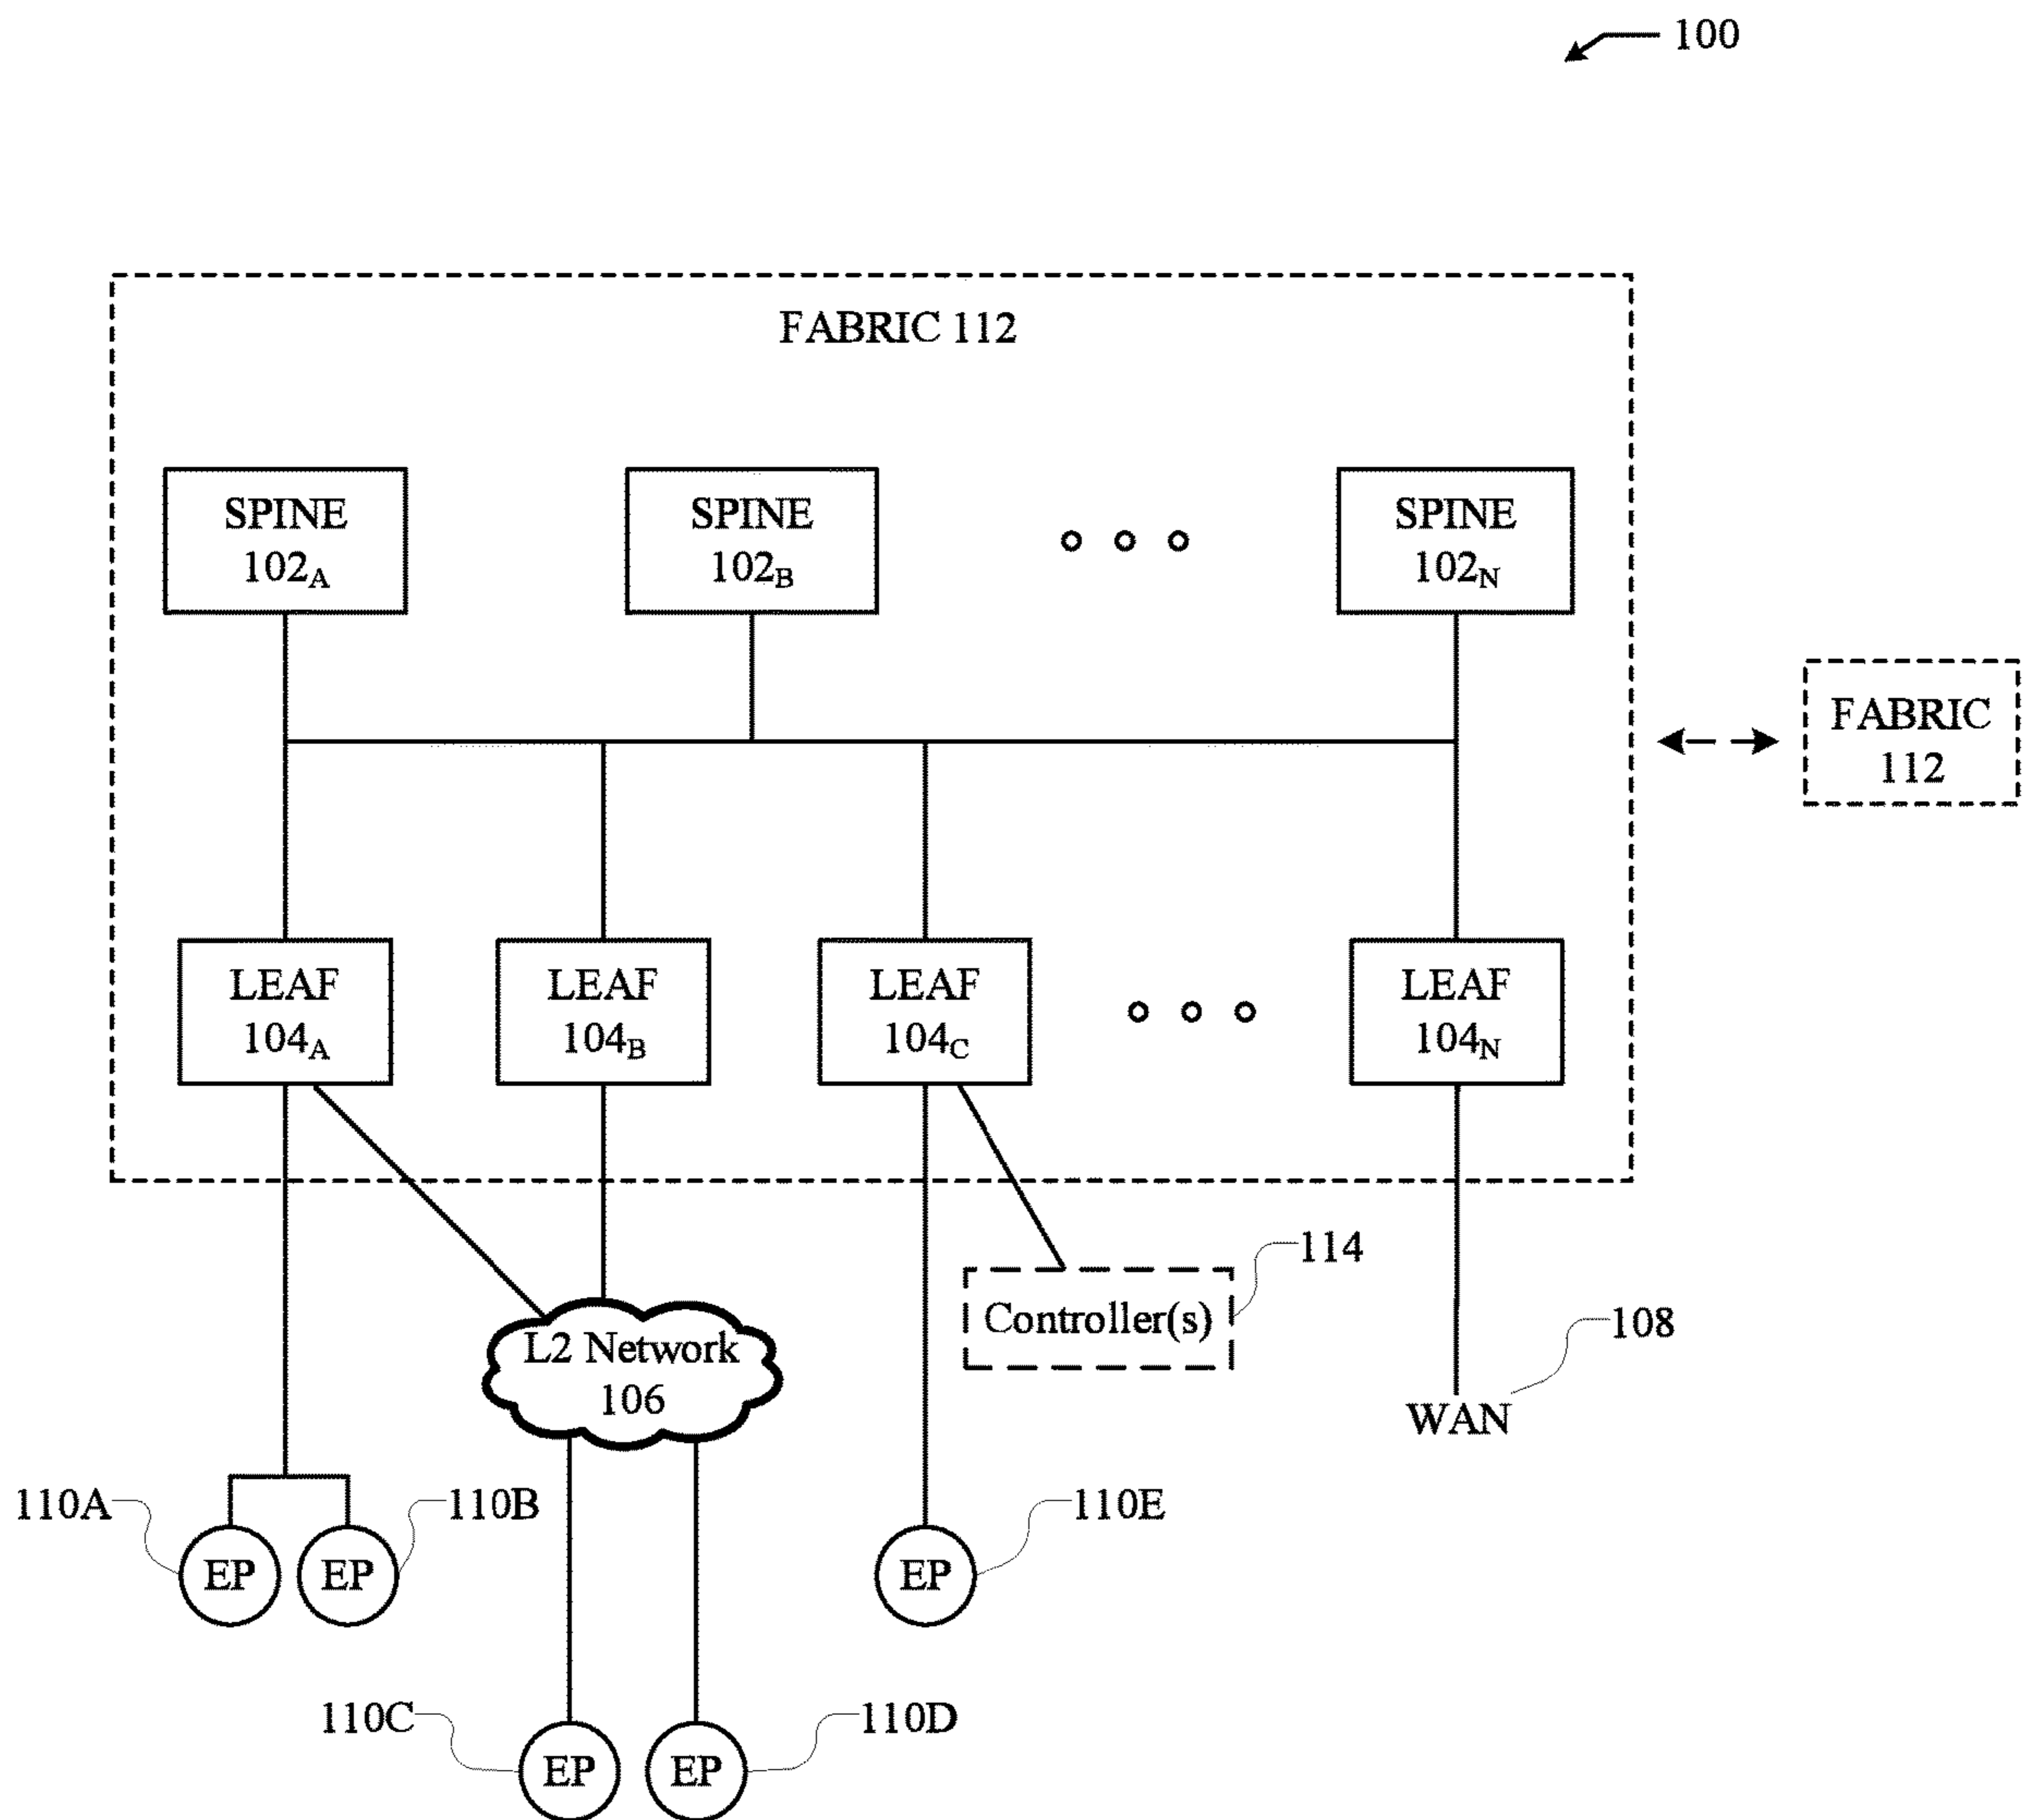 100
FABRIC 112
SPINE
102A
SPINE
102B
SPINE
102N
FABRIC
112
LEAF
104A
LEAF
104B
LEAF
104C
LEAF
104N
114
Controller(s)
L2 Network
106
108
WAN
110A
110B
110E
EP
EP
EP
110C
110D
EP
EP